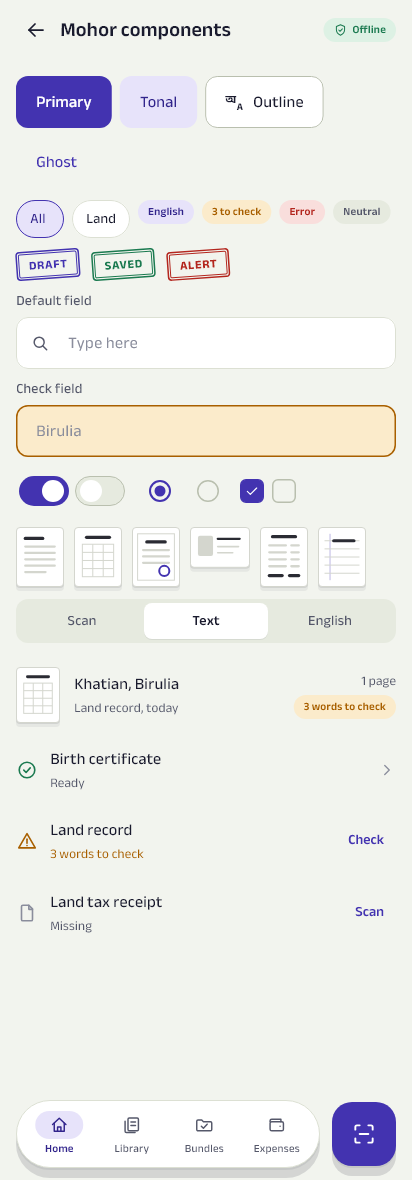 Mohor components
Offline
Primary
Tonal
অA Outline
Ghost
All
Land
English
3 to check
Error
Neutral
DRAFT
SAVED
ALERT
Default field
Type here
Check field
Birulia
Scan
Text
English
Khatian, Birulia
1 page
Land record, today
3 words to check
Birth certificate
Ready
Land record
3 words to check
Check
Land tax receipt
Missing
Scan
Home
Library
Bundles
Expenses